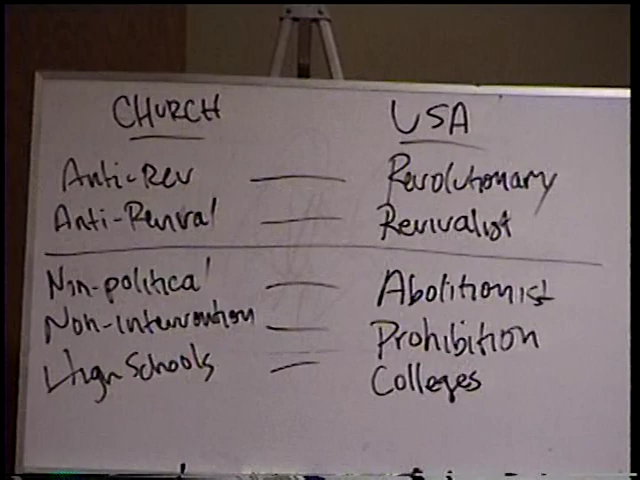 CHURCH USA
Anti-Rev — Revolutionary
Anti-Revival — Revivalist
Non-political — Abolitionist
Non-intervention — Prohibition
High Schools — Colleges